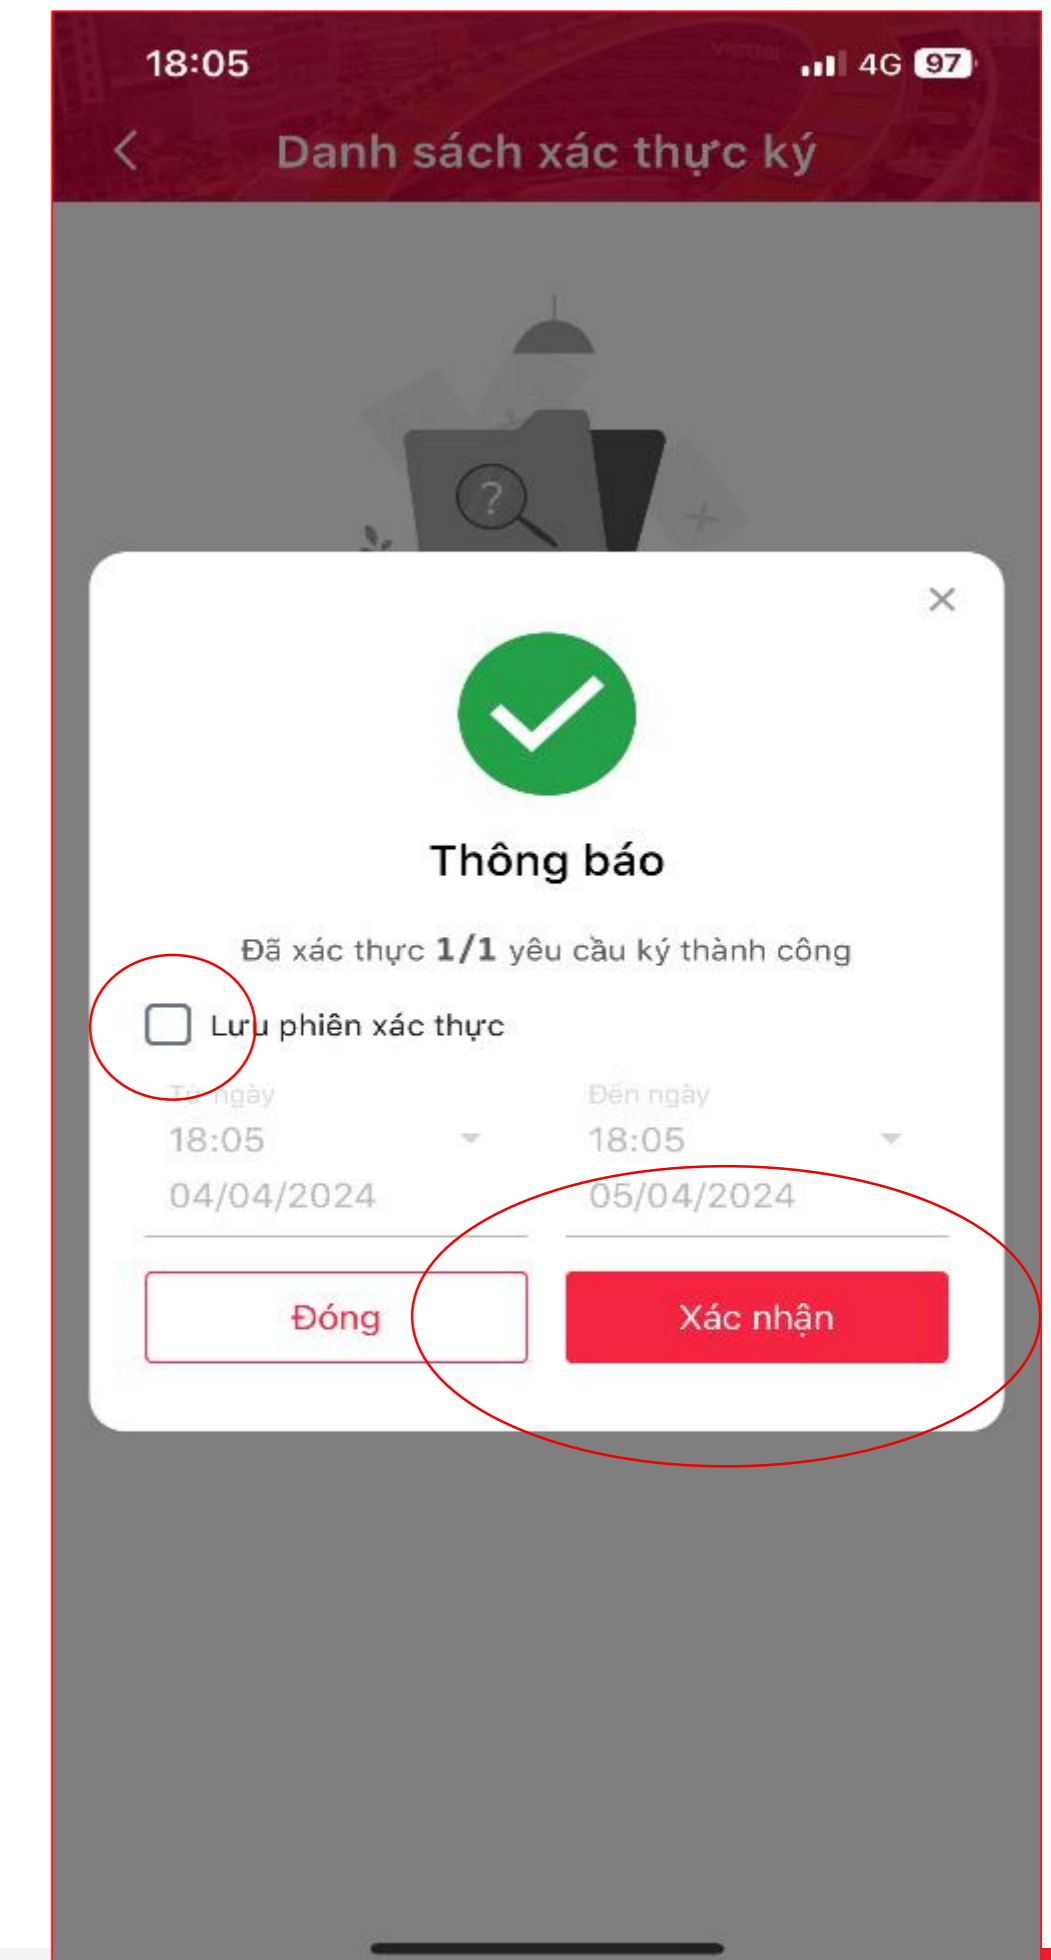 18:05 4G 97
Danh sách xác thực ký
?
Thông báo
Đã xác thực 1/1 yêu cầu ký thành công
Lưu phiên xác thực
Từ ngày Đến ngày
18:05 18:05
04/04/2024 05/04/2024
Đóng Xác nhận